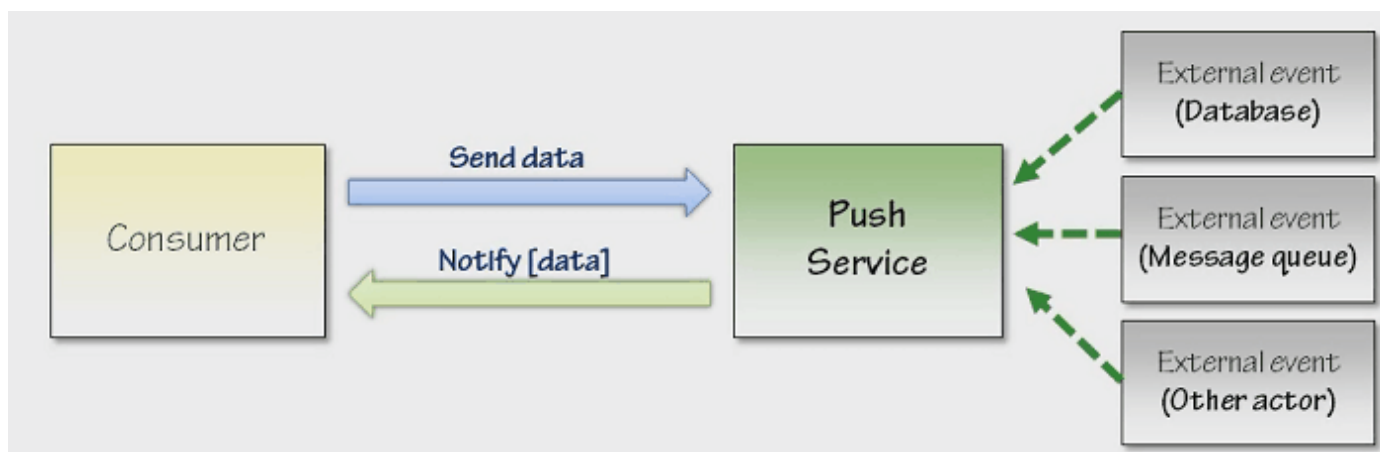 Consumer
Send data
Notify [data]
Push
Service
External event
(Database)
External event
(Message queue)
External event
(Other actor)